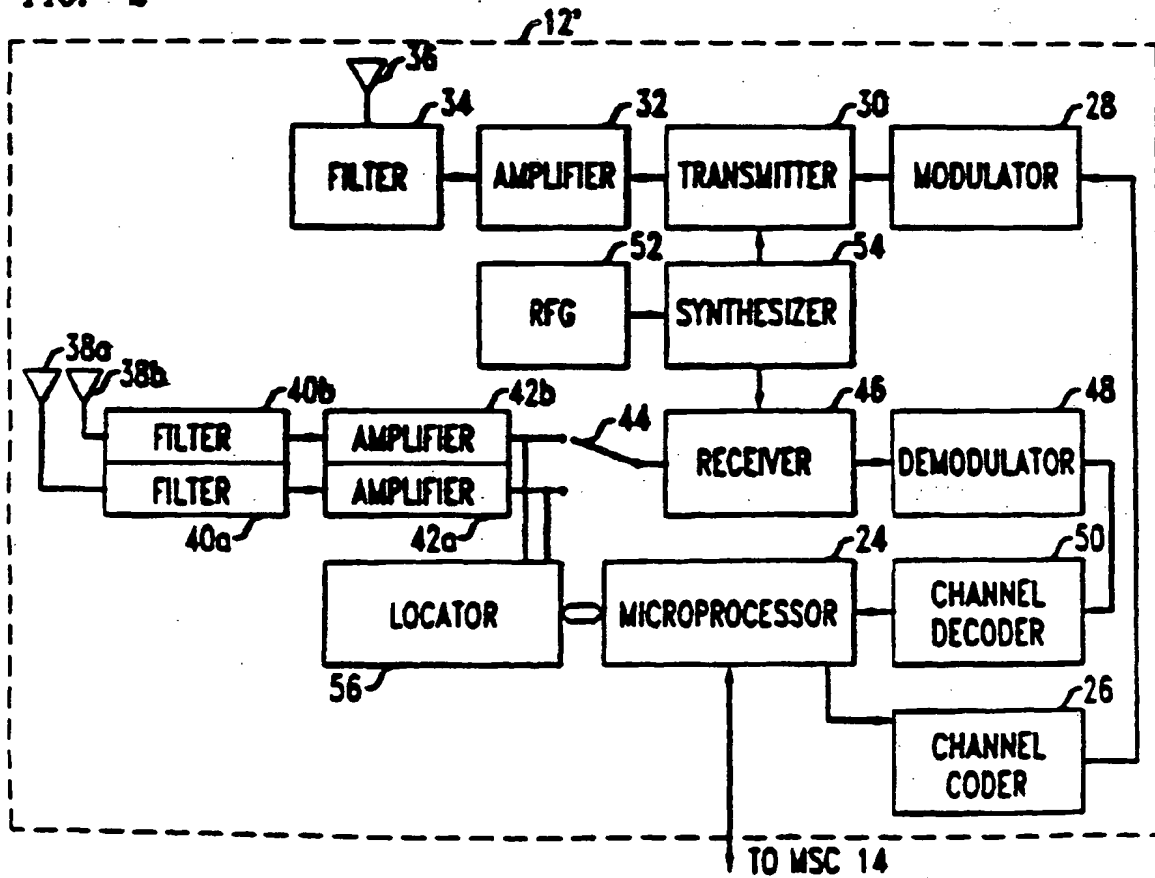 12'
36
34
32
30
28
FILTER
AMPLIFIER
TRANSMITTER
MODULATOR
52
54
RFG
SYNTHESIZER
38a
38b
40b
42b
44
46
48
FILTER
AMPLIFIER
RECEIVER
DEMODULATOR
FILTER
AMPLIFIER
40a
42a
24
50
LOCATOR
MICROPROCESSOR
CHANNEL
DECODER
56
26
CHANNEL
CODER
TO MSC 14